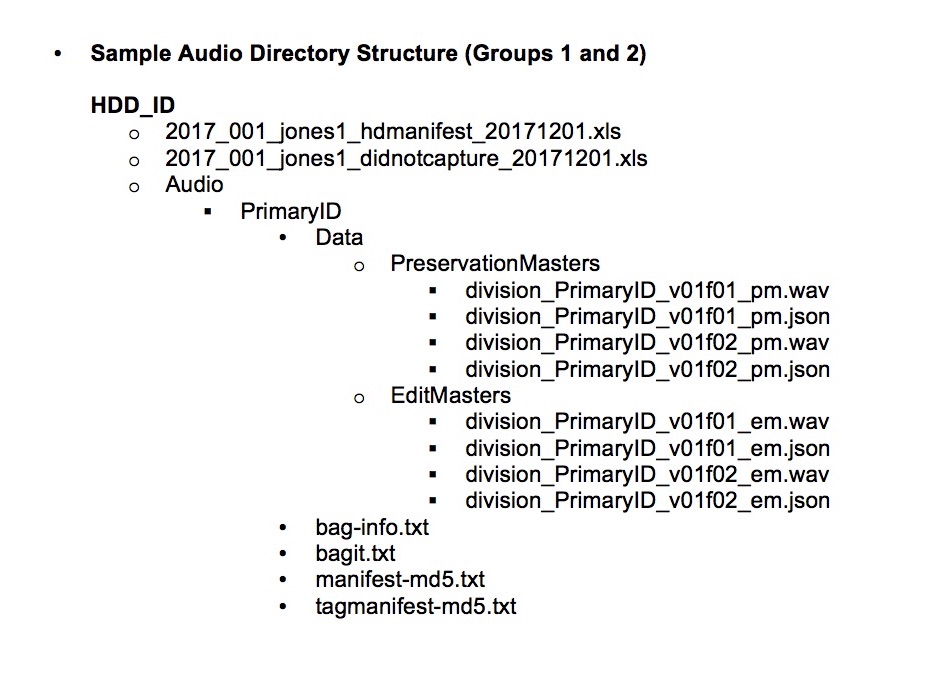 • Sample Audio Directory Structure (Groups 1 and 2)
HDD_ID
o 2017_001_jones1_hdmanifest_20171201.xls
o 2017_001_jones1_didnotcapture_20171201.xls
o Audio
▪ PrimaryID
• Data
o PreservationMasters
▪ division_PrimaryID_v01f01_pm.wav
▪ division_PrimaryID_v01f01_pm.json
▪ division_PrimaryID_v01f02_pm.wav
▪ division_PrimaryID_v01f02_pm.json
o EditMasters
▪ division_PrimaryID_v01f01_em.wav
▪ division_PrimaryID_v01f01_em.json
▪ division_PrimaryID_v01f02_em.wav
▪ division_PrimaryID_v01f02_em.json
• bag-info.txt
• bagit.txt
• manifest-md5.txt
• tagmanifest-md5.txt